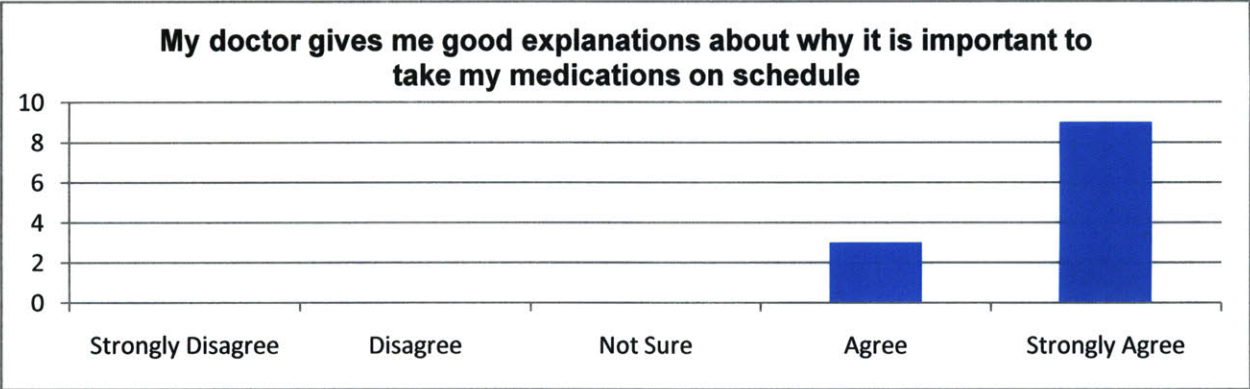 My doctor gives me good explanations about why it is important to
take my medications on schedule
10
8
6
4
2
0
Strongly Disagree Disagree Not Sure Agree Strongly Agree